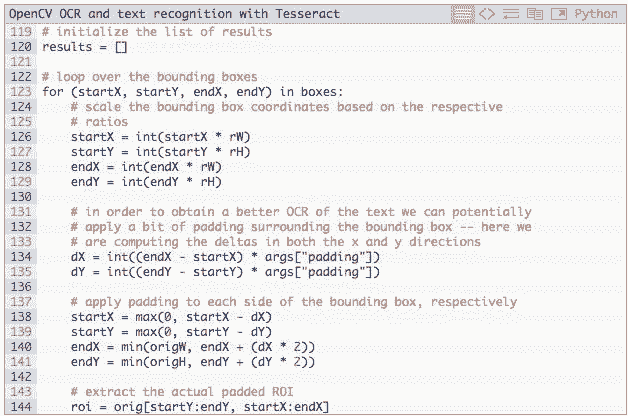 OpenCV OCR and text recognition with Tesseract Python
119 # initialize the list of results
120 results = []
121
122 # loop over the bounding boxes
123 for (startX, startY, endX, endY) in boxes:
124     # scale the bounding box coordinates based on the respective
125     # ratios
126     startX = int(startX * rW)
127     startY = int(startY * rH)
128     endX = int(endX * rW)
129     endY = int(endY * rH)
130
131     # in order to obtain a better OCR of the text we can potentially
132     # apply a bit of padding surrounding the bounding box -- here we
133     # are computing the deltas in both the x and y directions
134     dX = int((endX - startX) * args["padding"])
135     dY = int((endY - startY) * args["padding"])
136
137     # apply padding to each side of the bounding box, respectively
138     startX = max(0, startX - dX)
139     startY = max(0, startY - dY)
140     endX = min(origW, endX + (dX * 2))
141     endY = min(origH, endY + (dY * 2))
142
143     # extract the actual padded ROI
144     roi = orig[startY:endY, startX:endX]